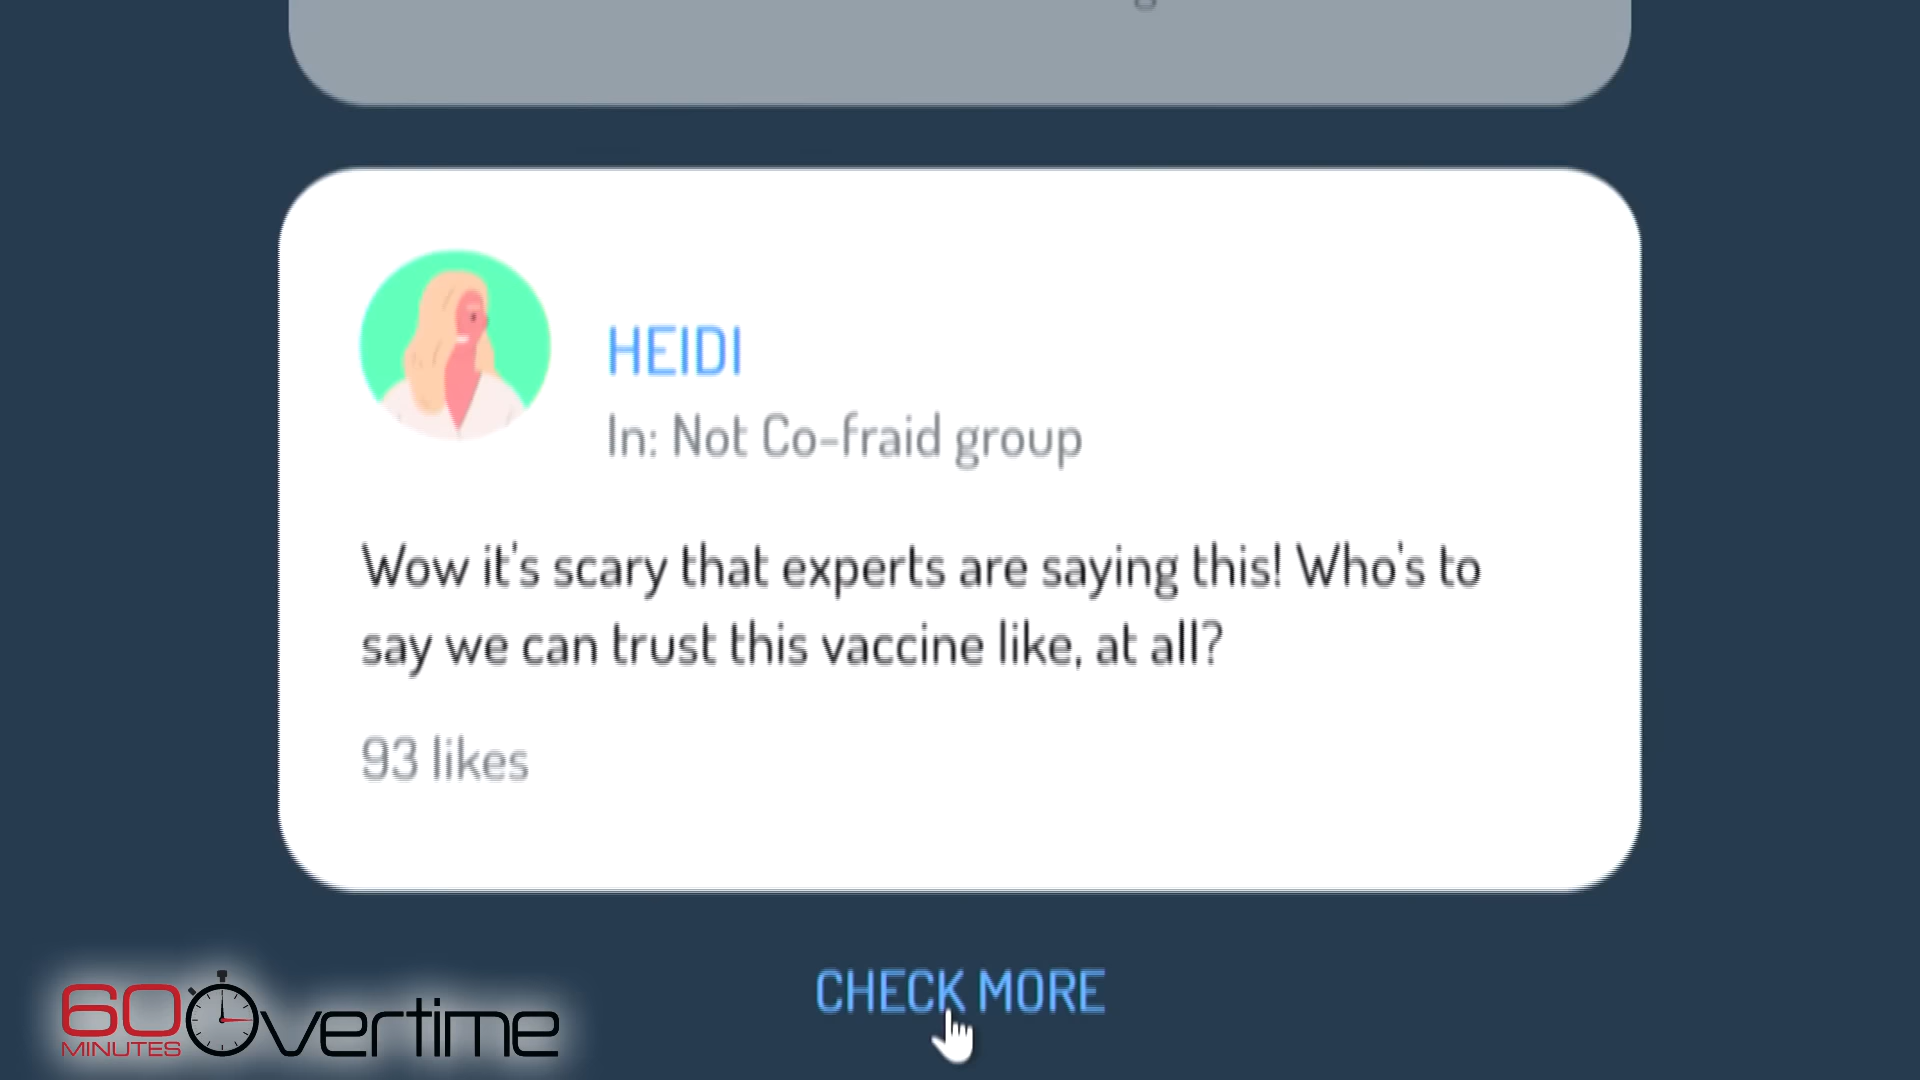 HEIDI
In: Not Co-fraid group
Wow it's scary that experts are saying this! Who's to
say we can trust this vaccine like, at all?
93 likes
CHECK MORE
60 Overtime
MINUTES